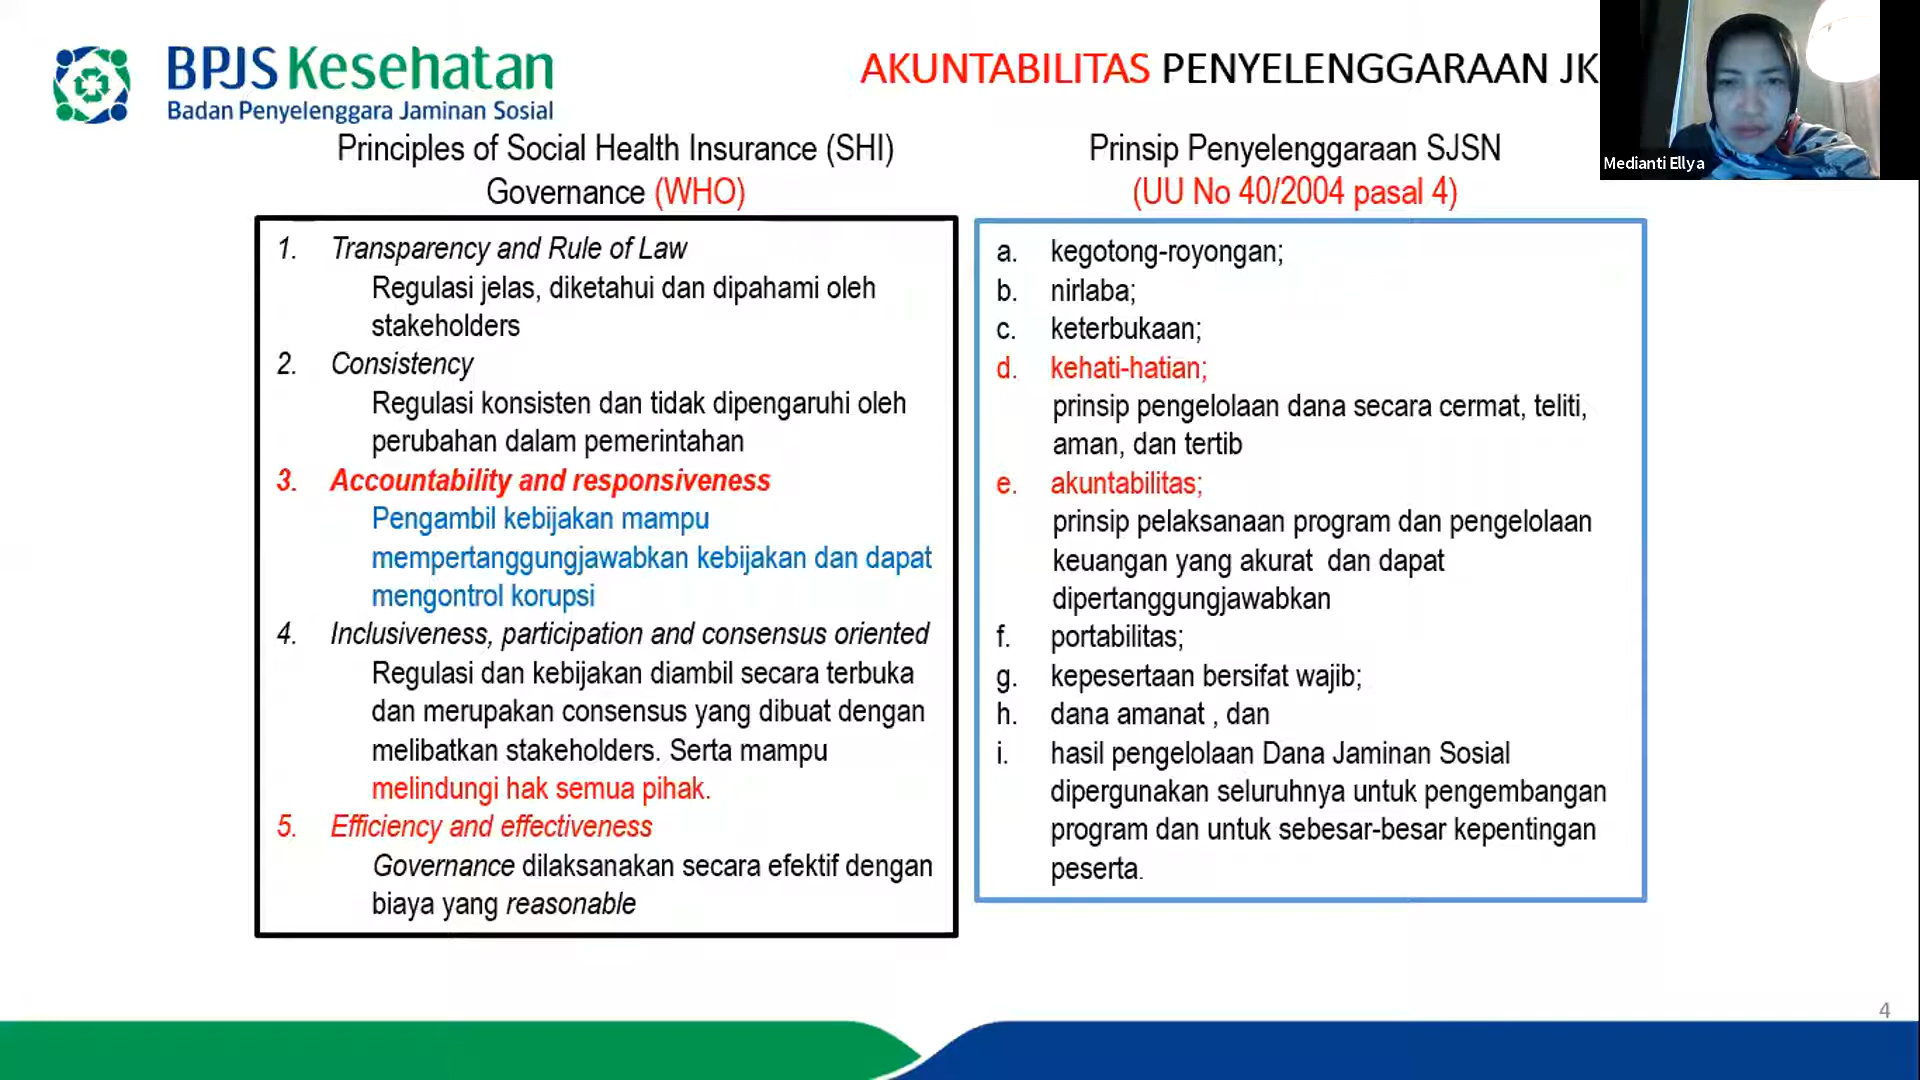 BPJS Kesehatan
Badan Penyelenggara Jaminan Sosial
AKUNTABILITAS PENYELENGGARAAN JK
Medianti Ellya
Principles of Social Health Insurance (SHI)
Governance (WHO)
1. Transparency and Rule of Law
Regulasi jelas, diketahui dan dipahami oleh
stakeholders
2. Consistency
Regulasi konsisten dan tidak dipengaruhi oleh
perubahan dalam pemerintahan
3. Accountability and responsiveness
Pengambil kebijakan mampu
mempertanggungjawabkan kebijakan dan dapat
mengontrol korupsi
4. Inclusiveness, participation and consensus oriented
Regulasi dan kebijakan diambil secara terbuka
dan merupakan consensus yang dibuat dengan
melibatkan stakeholders. Serta mampu
melindungi hak semua pihak.
5. Efficiency and effectiveness
Governance dilaksanakan secara efektif dengan
biaya yang reasonable
Prinsip Penyelenggaraan SJSN
(UU No 40/2004 pasal 4)
a. kegotong-royongan;
b. nirlaba;
c. keterbukaan;
d. kehati-hatian;
prinsip pengelolaan dana secara cermat, teliti,
aman, dan tertib
e. akuntabilitas;
prinsip pelaksanaan program dan pengelolaan
keuangan yang akurat dan dapat
dipertanggungjawabkan
f. portabilitas;
g. kepesertaan bersifat wajib;
h. dana amanat , dan
i. hasil pengelolaan Dana Jaminan Sosial
dipergunakan seluruhnya untuk pengembangan
program dan untuk sebesar-besar kepentingan
peserta.
4